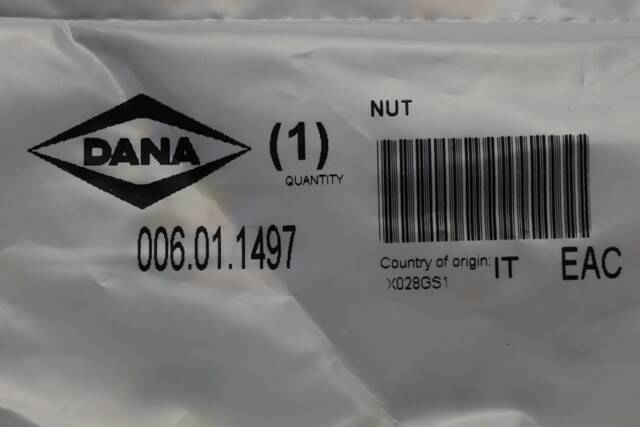 DANA
(1)
QUANTITY
006.01.1497
NUT
Country of origin: IT
X028GS1
EAC